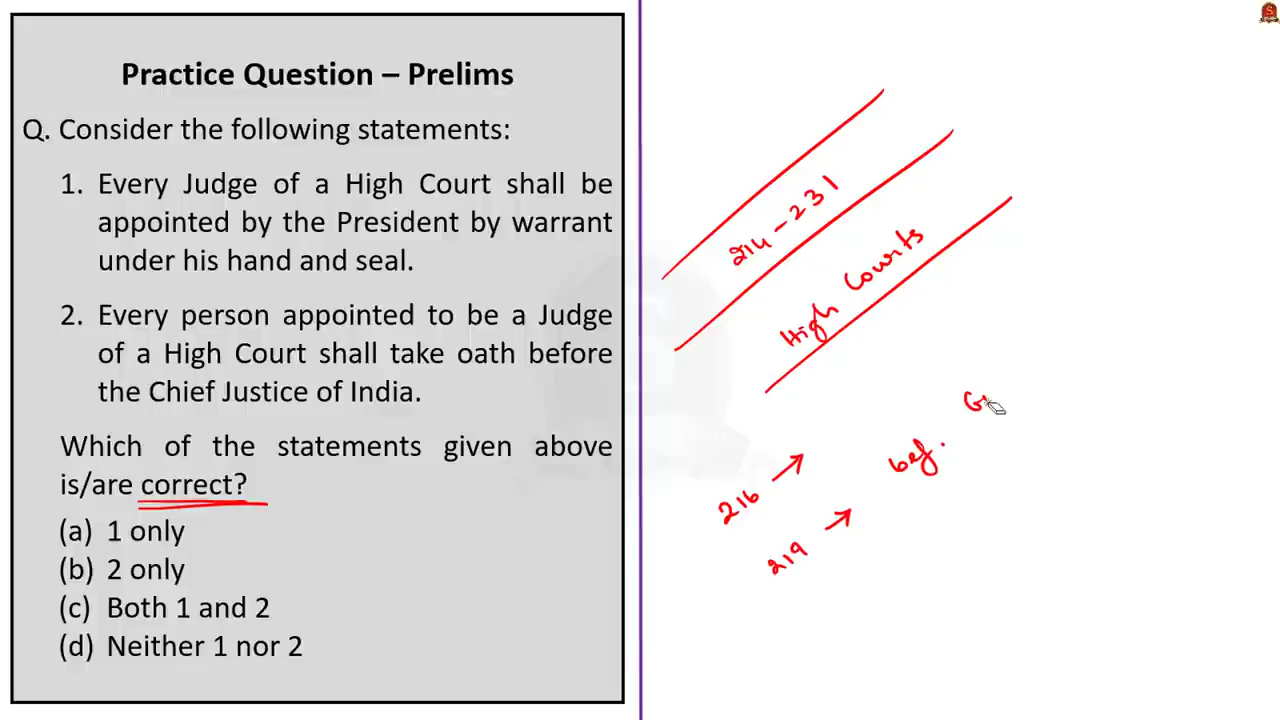 Practice Question – Prelims
Q. Consider the following statements:
1. Every Judge of a High Court shall be
appointed by the President by warrant
under his hand and seal.
2. Every person appointed to be a Judge
of a High Court shall take oath before
the Chief Justice of India.
Which of the statements given above
is/are correct?
(a) 1 only
(b) 2 only
(c) Both 1 and 2
(d) Neither 1 nor 2
214 – 231
High Courts
216 →
219 → bef. G